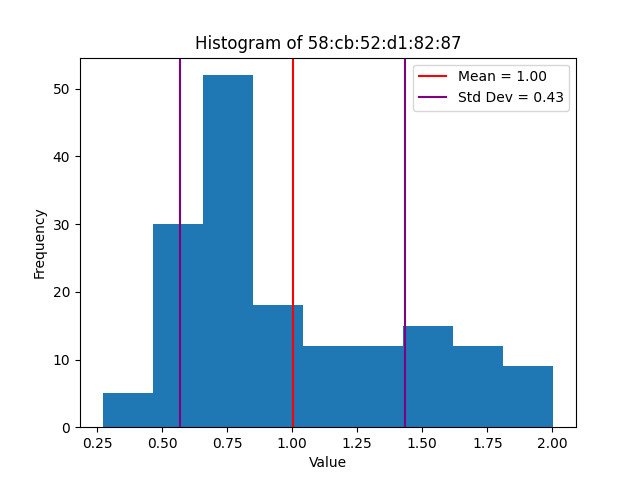 Histogram of 58:cb:52:d1:82:87
Mean = 1.00
Std Dev = 0.43
50
40
30
20
10
0
Frequency
0.25 0.50 0.75 1.00 1.25 1.50 1.75 2.00
Value